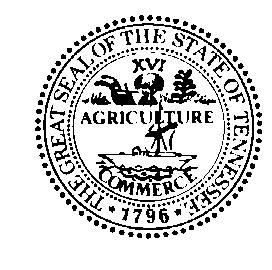 THE GREAT SEAL OF THE STATE OF TENNESSEE
XVI
AGRICULTURE
COMMERCE
1796